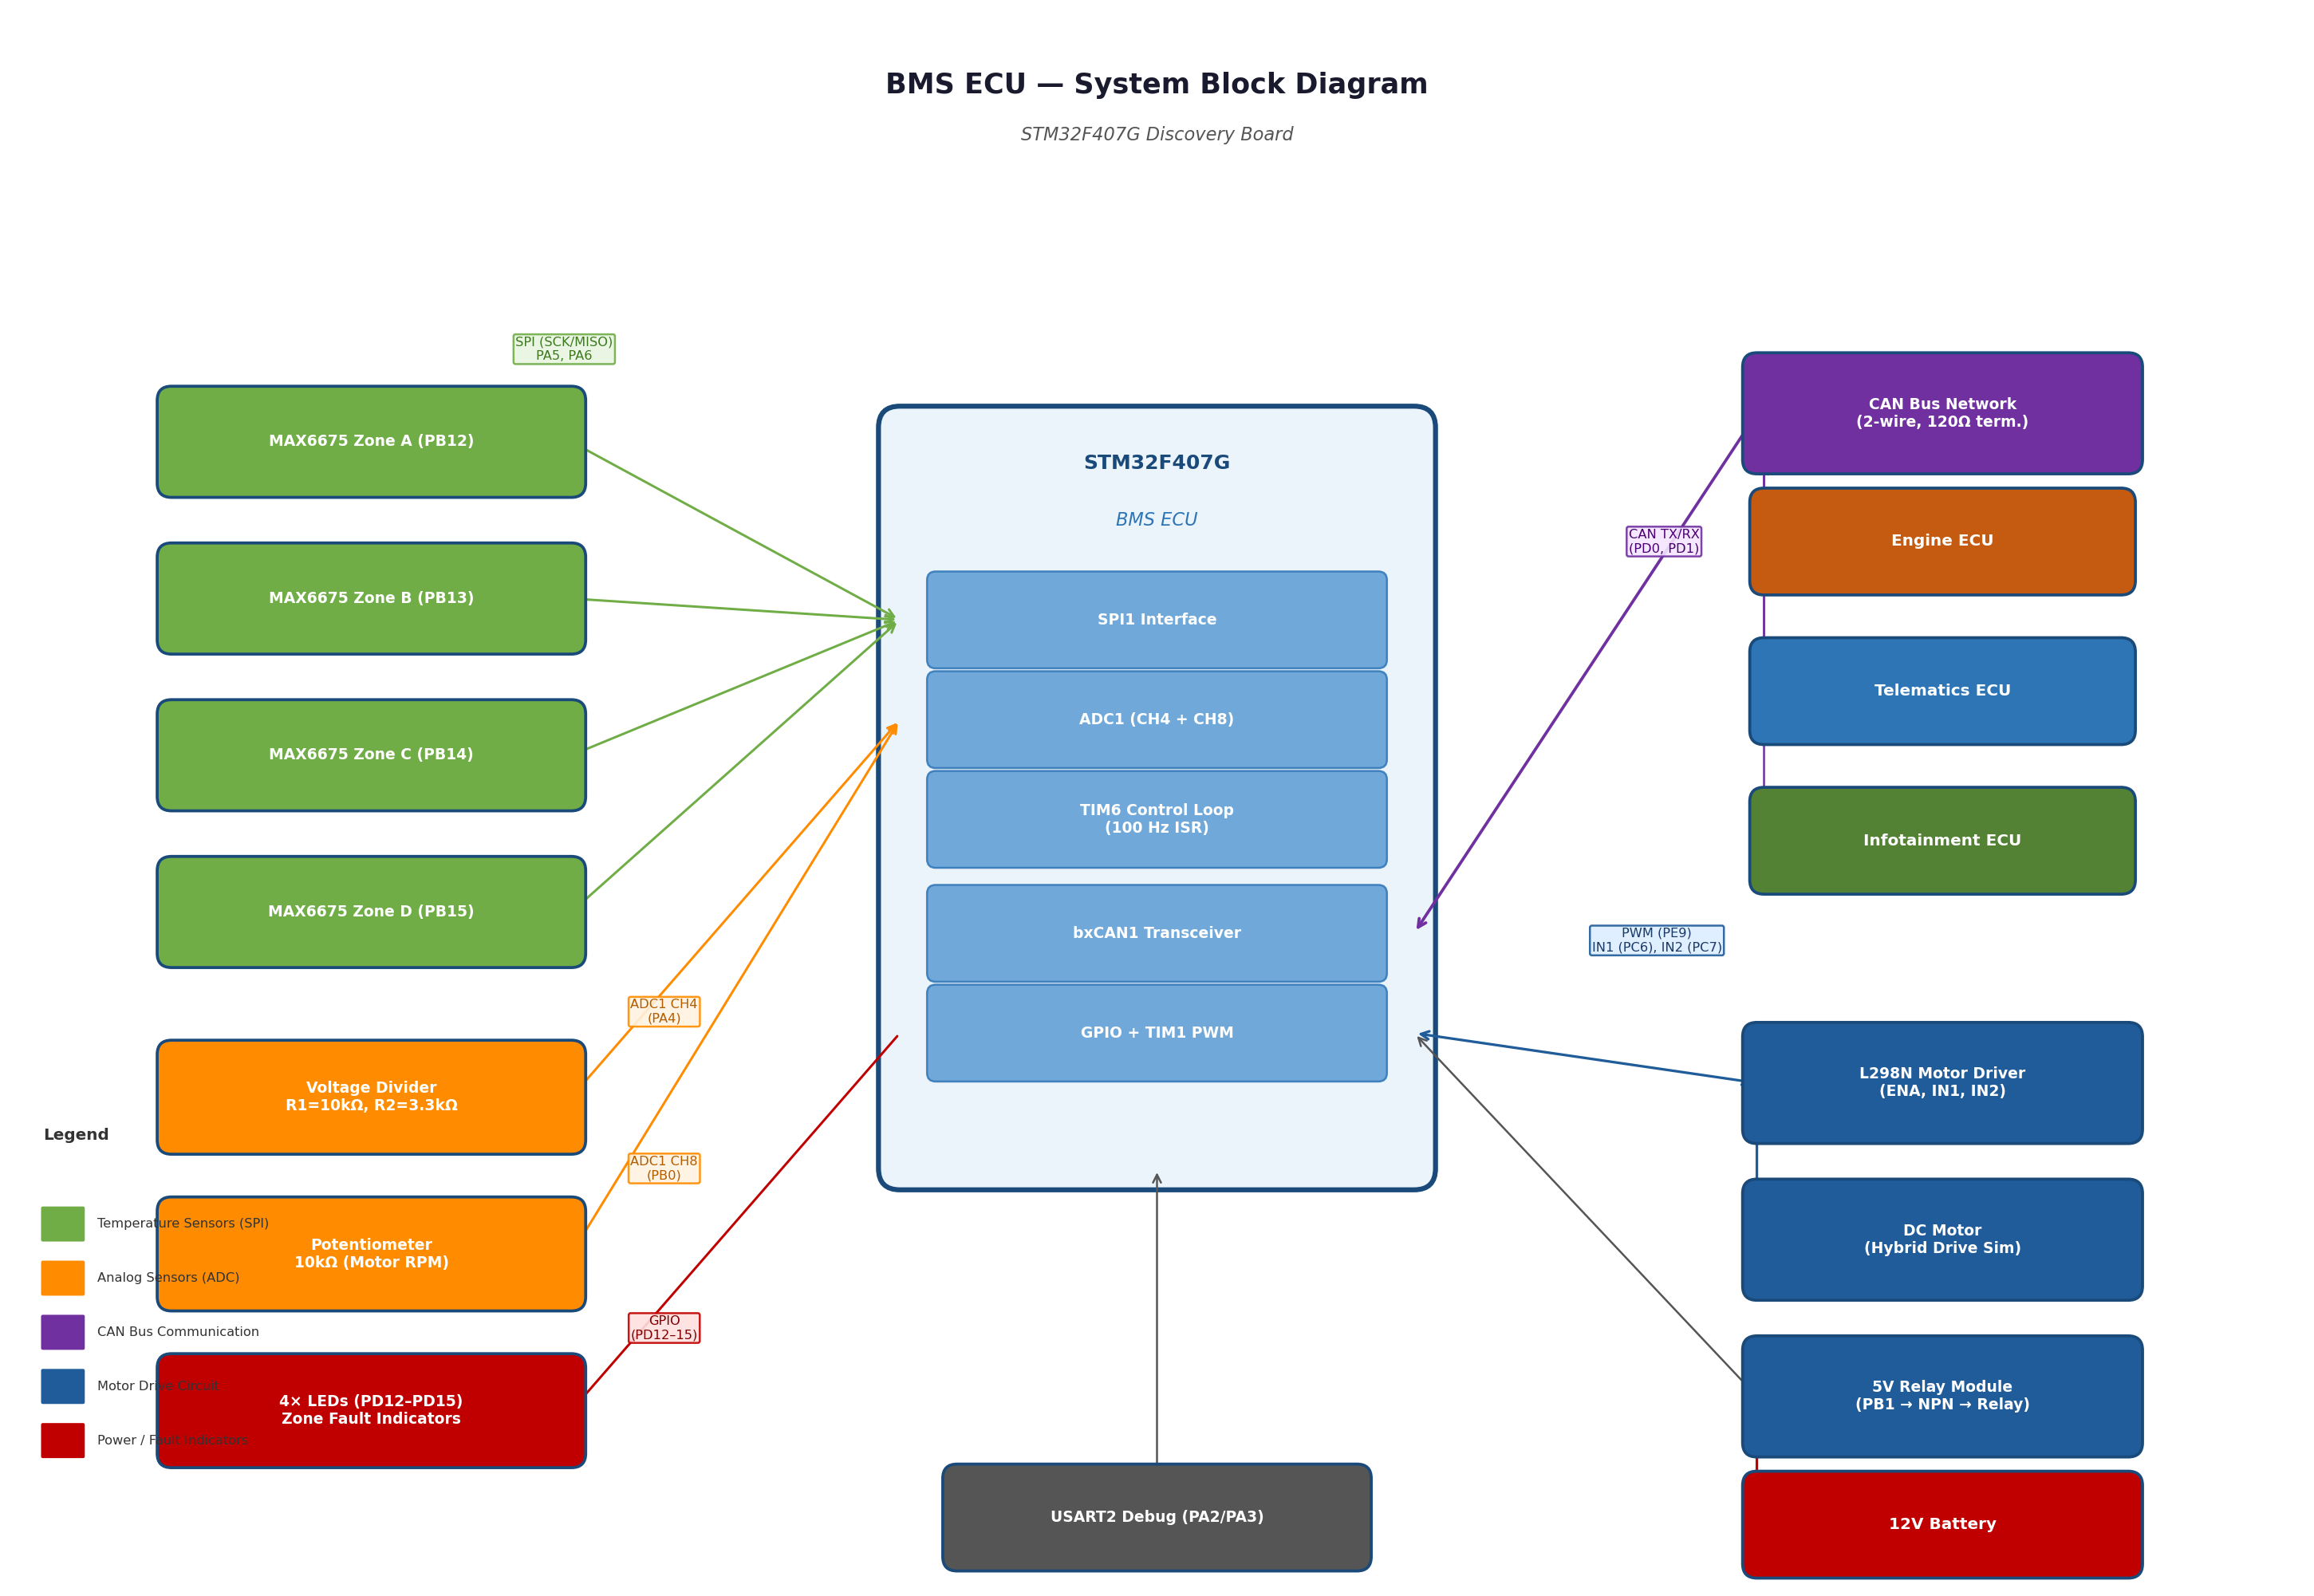 BMS ECU — System Block Diagram
STM32F407G Discovery Board
SPI (SCK/MISO)
PA5, PA6
MAX6675 Zone A (PB12)
MAX6675 Zone B (PB13)
MAX6675 Zone C (PB14)
MAX6675 Zone D (PB15)
ADC1 CH4
(PA4)
Voltage Divider
R1=10kΩ, R2=3.3kΩ
ADC1 CH8
(PB0)
Potentiometer
10kΩ (Motor RPM)
GPIO
(PD12–15)
4× LEDs (PD12–PD15)
Zone Fault Indicators
Legend
Temperature Sensors (SPI)
Analog Sensors (ADC)
CAN Bus Communication
Motor Drive Circuit
Power / Fault Indicators
STM32F407G
BMS ECU
SPI1 Interface
ADC1 (CH4 + CH8)
TIM6 Control Loop
(100 Hz ISR)
bxCAN1 Transceiver
GPIO + TIM1 PWM
USART2 Debug (PA2/PA3)
CAN Bus Network
(2-wire, 120Ω term.)
CAN TX/RX
(PD0, PD1)
Engine ECU
Telematics ECU
Infotainment ECU
PWM (PE9)
IN1 (PC6), IN2 (PC7)
L298N Motor Driver
(ENA, IN1, IN2)
DC Motor
(Hybrid Drive Sim)
5V Relay Module
(PB1 → NPN → Relay)
12V Battery